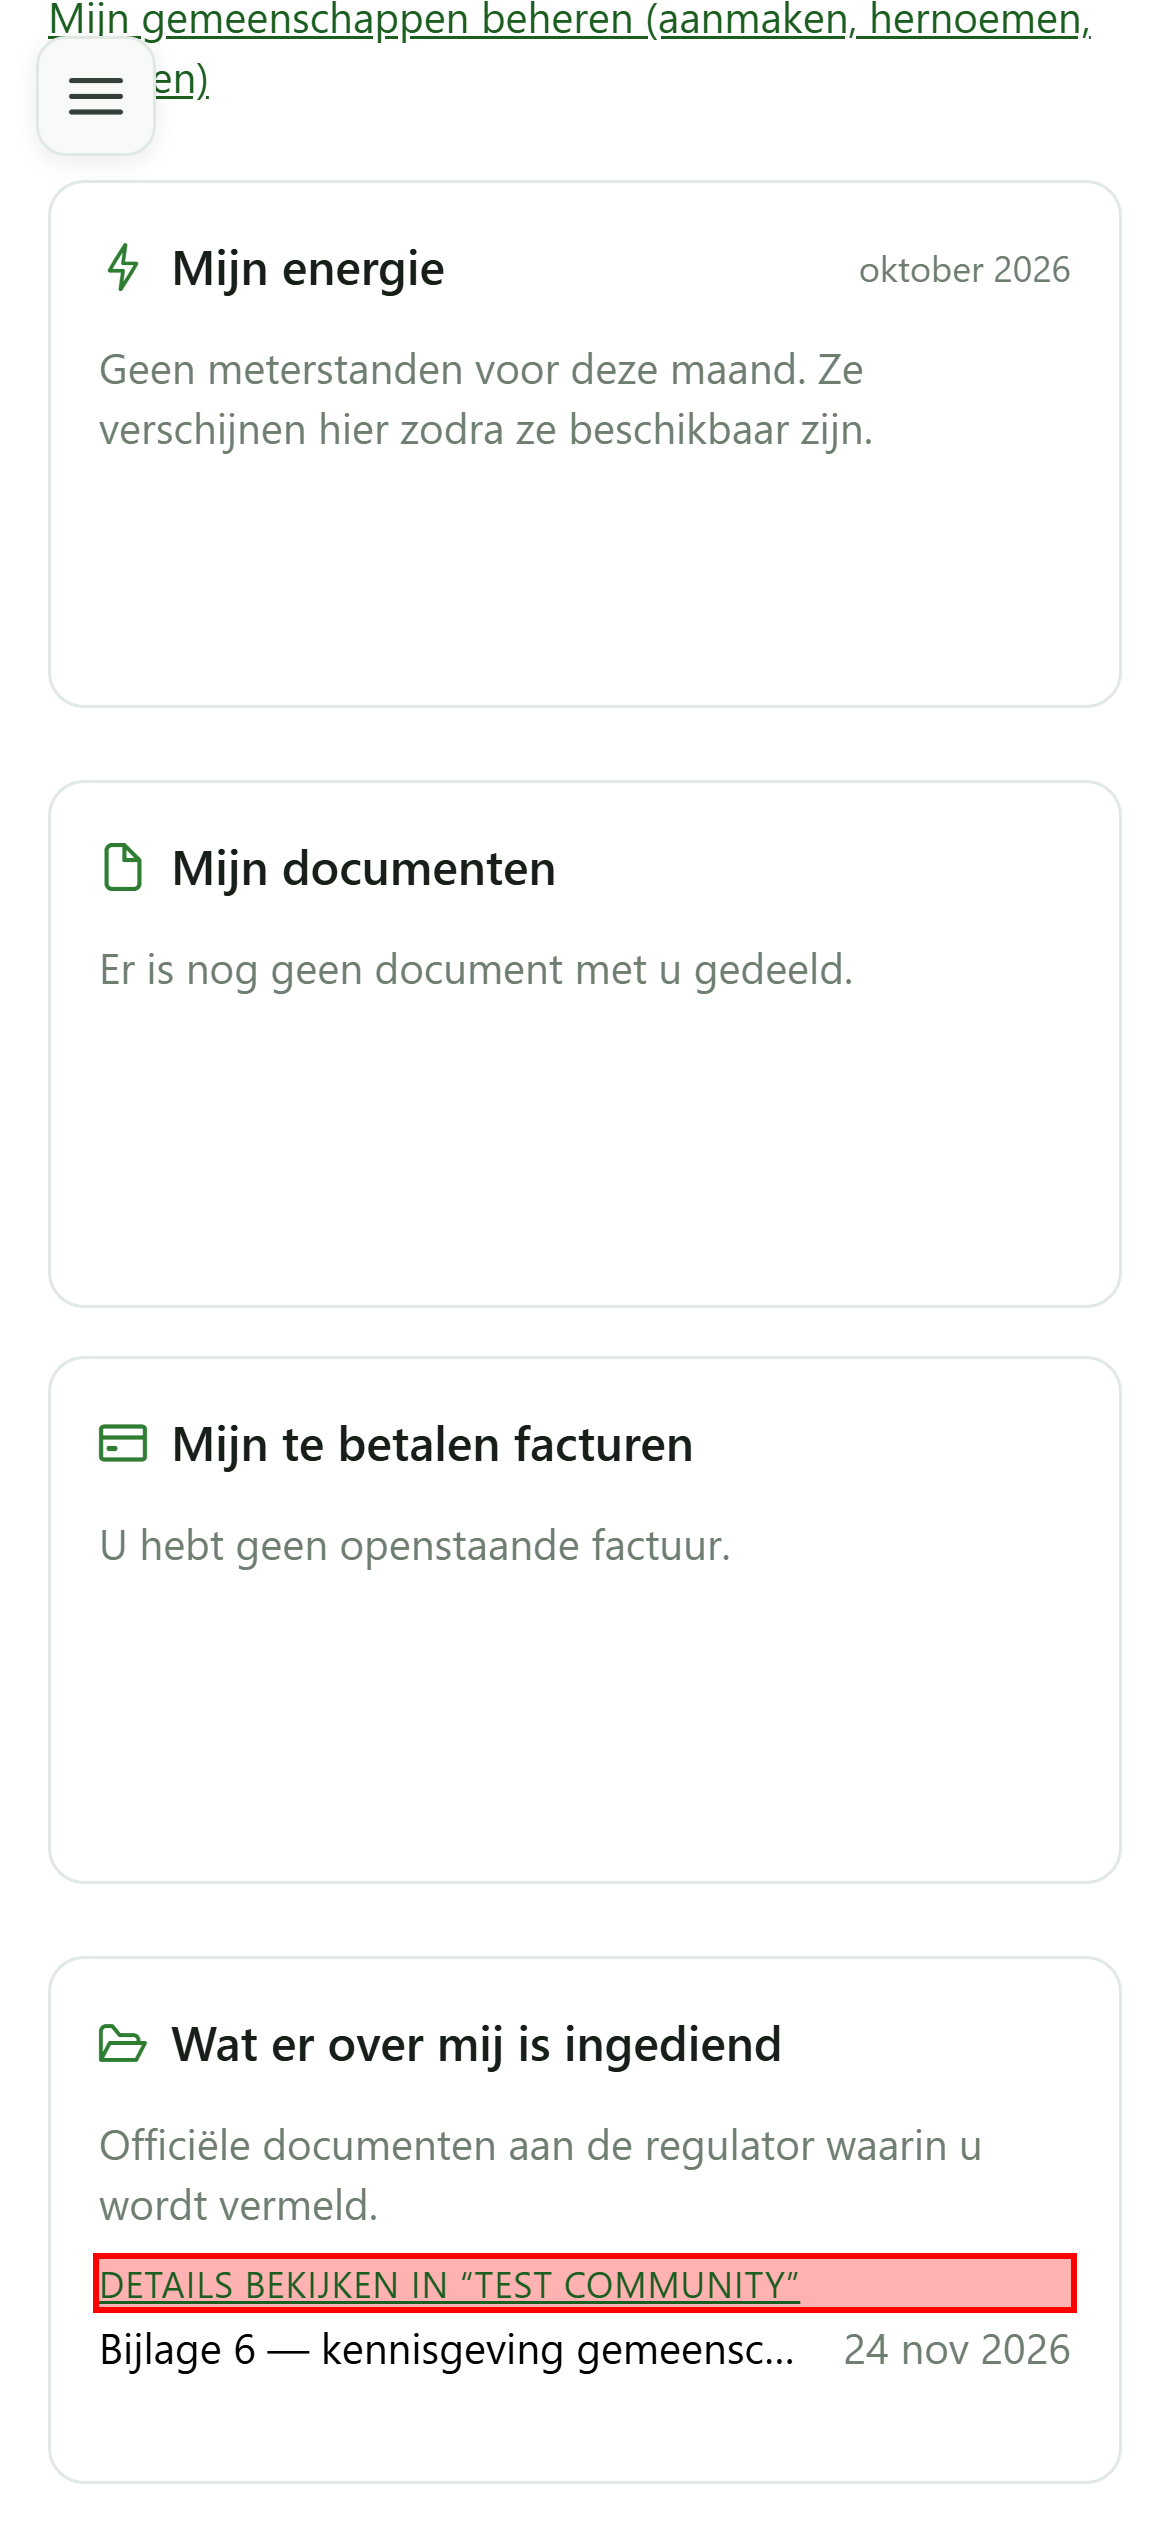 Mijn gemeenschappen beheren (aanmaken, hernoemen,
en)
Mijn energie
oktober 2026
Geen meterstanden voor deze maand. Ze
verschijnen hier zodra ze beschikbaar zijn.
Mijn documenten
Er is nog geen document met u gedeeld.
Mijn te betalen facturen
U hebt geen openstaande factuur.
Wat er over mij is ingediend
Officiële documenten aan de regulator waarin u
wordt vermeld.
DETAILS BEKIJKEN IN “TEST COMMUNITY”
Bijlage 6 — kennisgeving gemeensc... 24 nov 2026